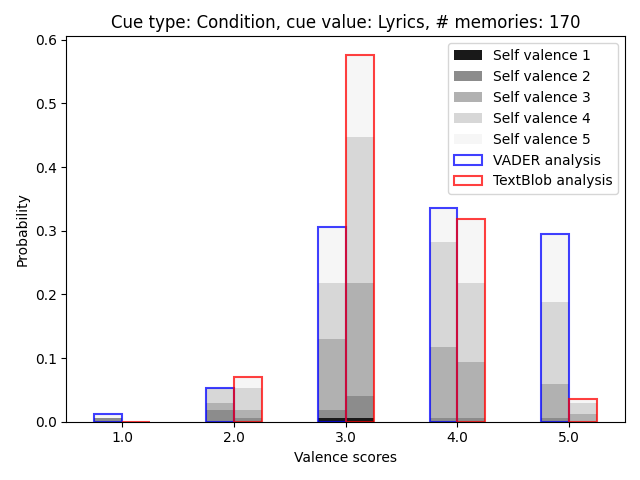 Cue type: Condition, cue value: Lyrics, # memories: 170
0.6
0.5
0.4
0.3
0.2
0.1
0.0
Probability
Self valence 1
Self valence 2
Self valence 3
Self valence 4
Self valence 5
VADER analysis
TextBlob analysis
1.0 2.0 3.0 4.0 5.0
Valence scores